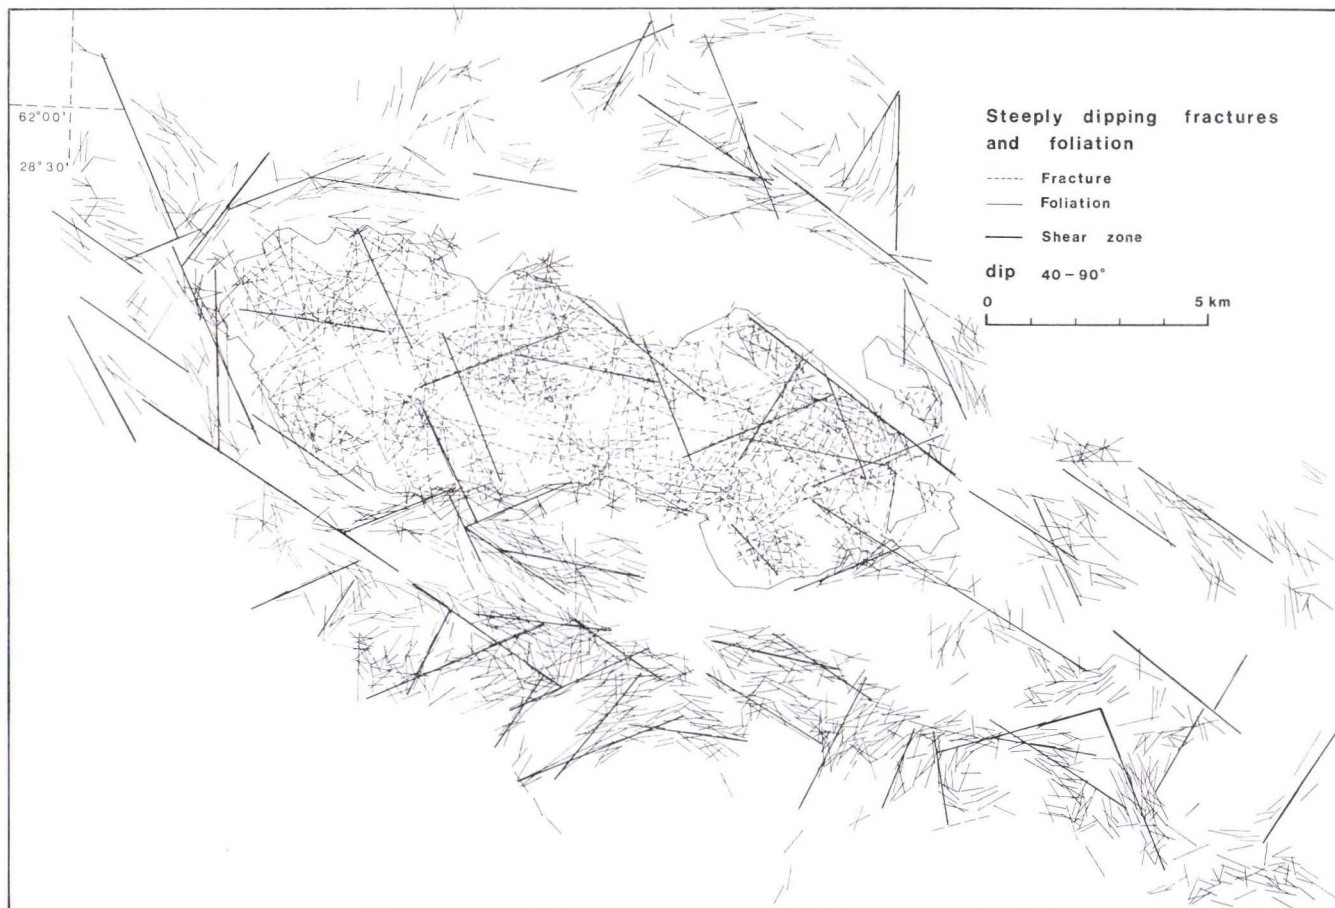 62°00'
28°30'
Steeply dipping fractures
and foliation
Fracture
Foliation
Shear zone
dip 40–90°
0 5 km